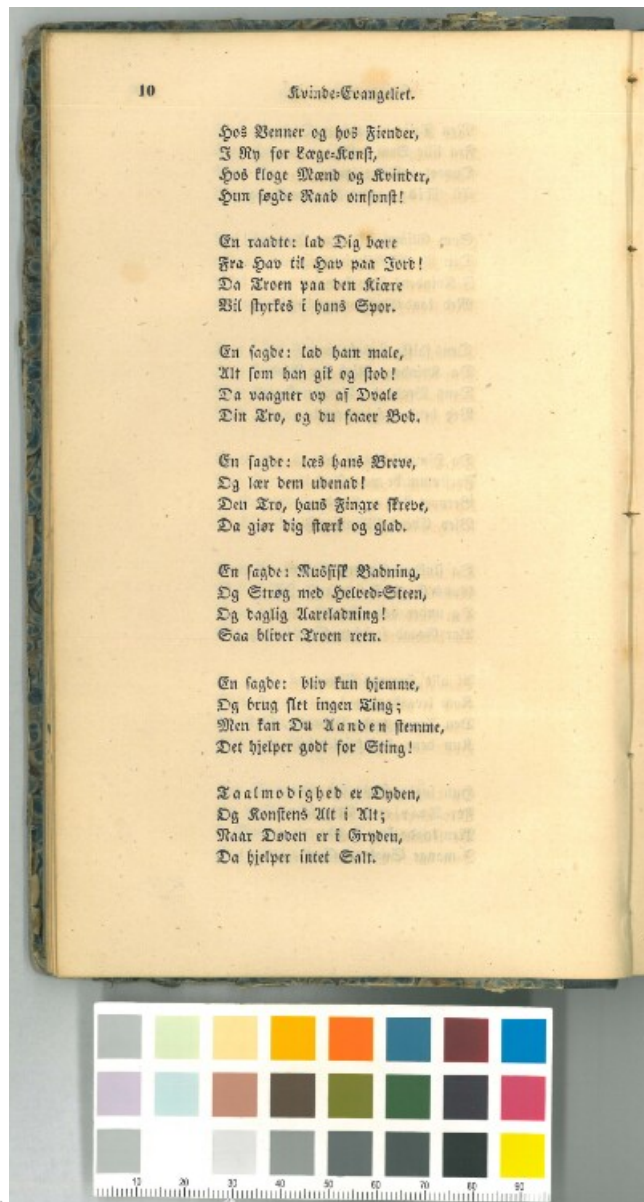 10
Kvinde=Evangeliet.
Hos Venner og hos Fiender,
I Ry for Læge=Konst,
Hos kloge Mænd og Kvinder,
Hun søgde Raad omsonst!
En raadte: lad Dig bære
Fra Hav til Hav paa Jord!
Da Troen paa den Kiære
Vil styrkes i hans Spor.
En sagde: lad ham male,
Alt som han gik og stod!
Da vaagner op af Dvale
Din Tro, og du faaer Bod.
En sagde: læs hans Breve,
Og lær dem udenad!
Den Tro, hans Fingre skreve,
Da giør dig stærk og glad.
En sagde: Russisk Badning,
Og Strøg med Helved=Steen,
Og daglig Aareladning!
Saa bliver Troen reen.
En sagde: bliv kun hjemme,
Og brug slet ingen Ting;
Men kan Du Aanden stemme,
Det hjelper godt for Sting!
Taalmodighed er Dyden,
Og Konstens Alt i Alt;
Naar Døden er i Gryden,
Da hjelper intet Salt.
10 20 30 40 50 60 70 80 90